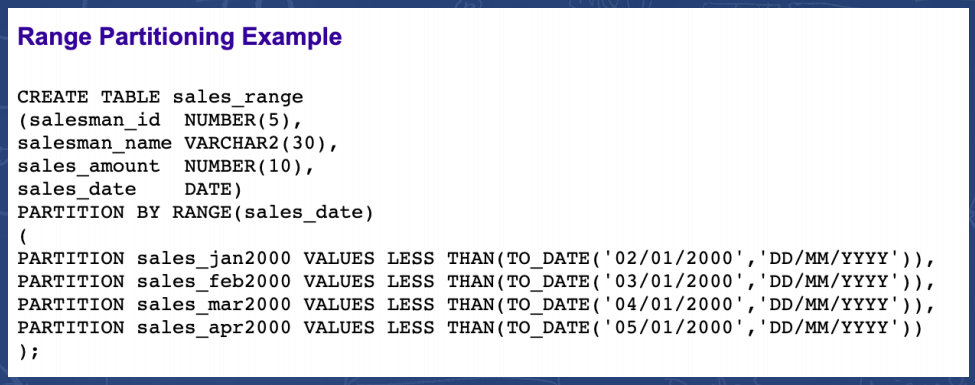 Range Partitioning Example
CREATE TABLE sales_range
(salesman_id  NUMBER(5),
salesman_name VARCHAR2(30),
sales_amount  NUMBER(10),
sales_date    DATE)
PARTITION BY RANGE(sales_date)
(
PARTITION sales_jan2000 VALUES LESS THAN(TO_DATE('02/01/2000','DD/MM/YYYY')),
PARTITION sales_feb2000 VALUES LESS THAN(TO_DATE('03/01/2000','DD/MM/YYYY')),
PARTITION sales_mar2000 VALUES LESS THAN(TO_DATE('04/01/2000','DD/MM/YYYY')),
PARTITION sales_apr2000 VALUES LESS THAN(TO_DATE('05/01/2000','DD/MM/YYYY'))
);